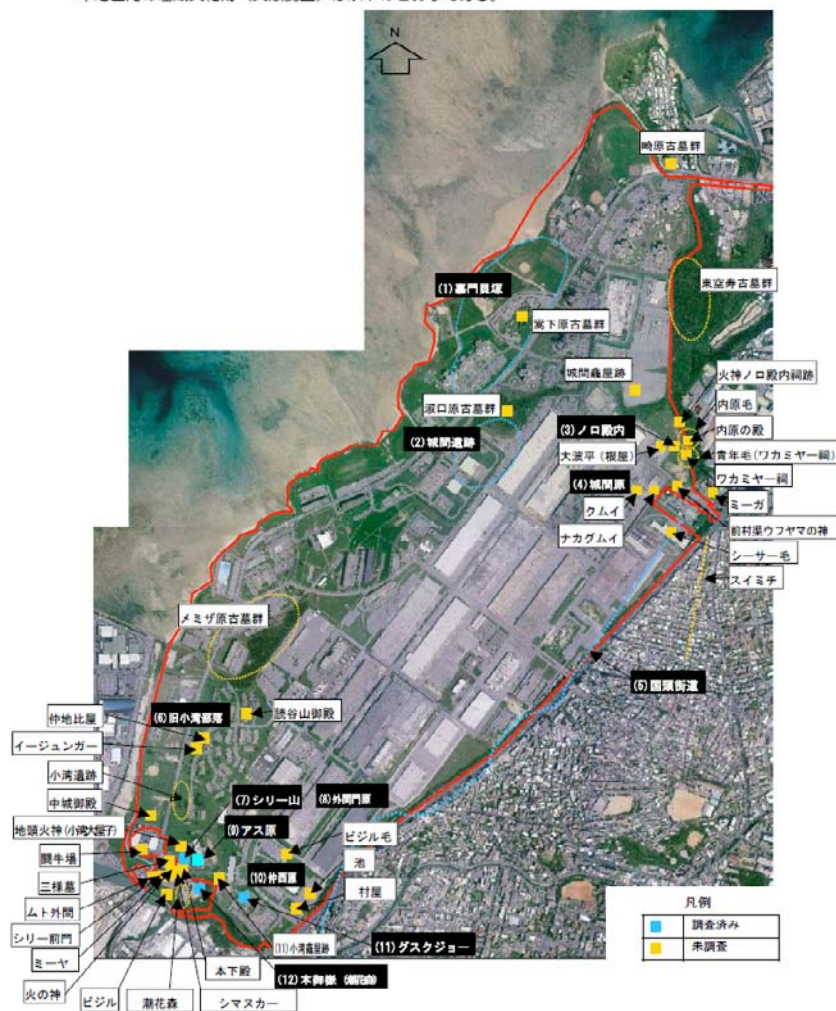 N
崎原古墓群
東空寿古墓群
(1)嘉門貝塚
嵩下原古墓群
城間龕屋跡
火神ノロ殿内祠跡
内原毛
淑口原古墓群
(3)ノロ殿内
内原の殿
(2)城間遺跡
大波平(根屋)
青年毛(ワカミヤー祠)
(4)城間原
ワカミヤー祠
クムイ
ミーガ
ナカグムイ
前村渠ウフヤマの神
シーサー毛
スイミチ
メミザ原古墓群
(5)国頭街道
(6)旧小湾部落
読谷山御殿
仲地比屋
イージュンガー
小湾遺跡
(7)シリー山
(8)外間門原
中城御殿
(9)アス原
ビジル毛
地頭火神(小湾大屋子)
池
闘牛場
(10)仲西原
村屋
三様墓
ムト外間
シリー前門
(11)小湾龕屋跡
(11)グスクジョー
ミーヤ
本下殿
火の神
ビジル
潮花森
シマヌカー
凡例
調査済み
未調査